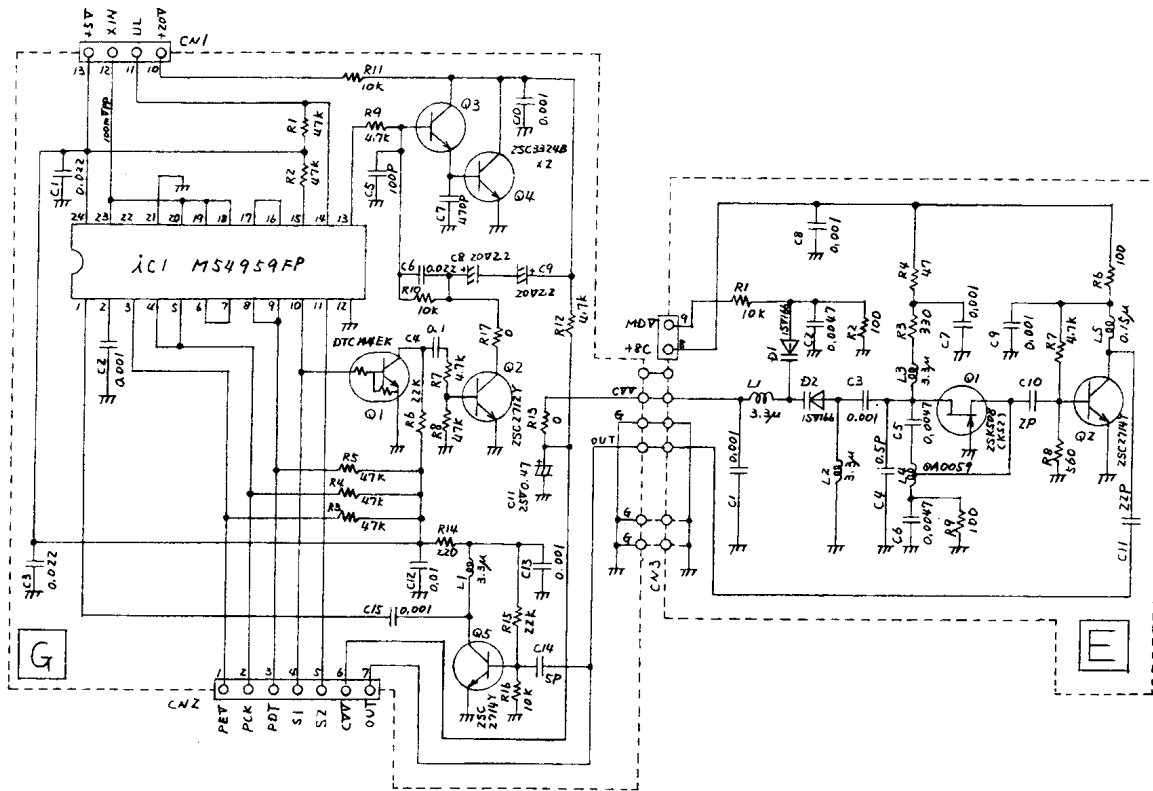 +5V XIN UL +20V
CN1
13 12 11 10
100mVpp
R11
10K
R1
47K
R2
47K
R9
4.7K
Q3
C10
0.001
2SC3324B
×2
Q4
C5
100P
C7
470P
C1
0.022
24 23 22 21 20 19 18 17 16 15 14 13
iC1 M54959FP
1 2 3 4 5 6 7 8 9 10 11 12
C6
0.022
C8
20V2.2
C9
20V2.2
R10
10K
R17
0
R12
4.7K
C2
0.001
DTC144EK
Q1
C4
0.1
R7
4.7K
R6
22K
R8
47K
Q2
2SC2712Y
R13
0
R5
47K
R4
47K
R3
47K
C11
25V0.47
C3
0.022
R14
220
C12
0.01
L1
3.3μ
C13
0.001
C15
0.001
R15
22K
Q5
2SC
2714Y
C14
5P
R16
10K
G
1 2 3 4 5 6 7
CN2
PEV PCK PDT S1 S2 CVV OUT
MDV
9
+8C
8
CVV
G
OUT
G
G
CN3
C8
0.001
R1
10K
D1
1SV166
C2
0.0047
R2
100
R4
47
R3
330
C7
0.001
C9
0.001
R6
100
R7
4.7K
L5
0.15μ
L1
3.3μ
D2
1SV166
C3
0.001
L3
3.3μ
Q1
2SK508
(K52)
C10
2P
Q2
2SC2714Y
C1
0.001
L2
3.3μ
C4
0.5P
C5
0.0047
L4
QA0059
R8
560
C6
0.0047
R9
100
22P
C11
E